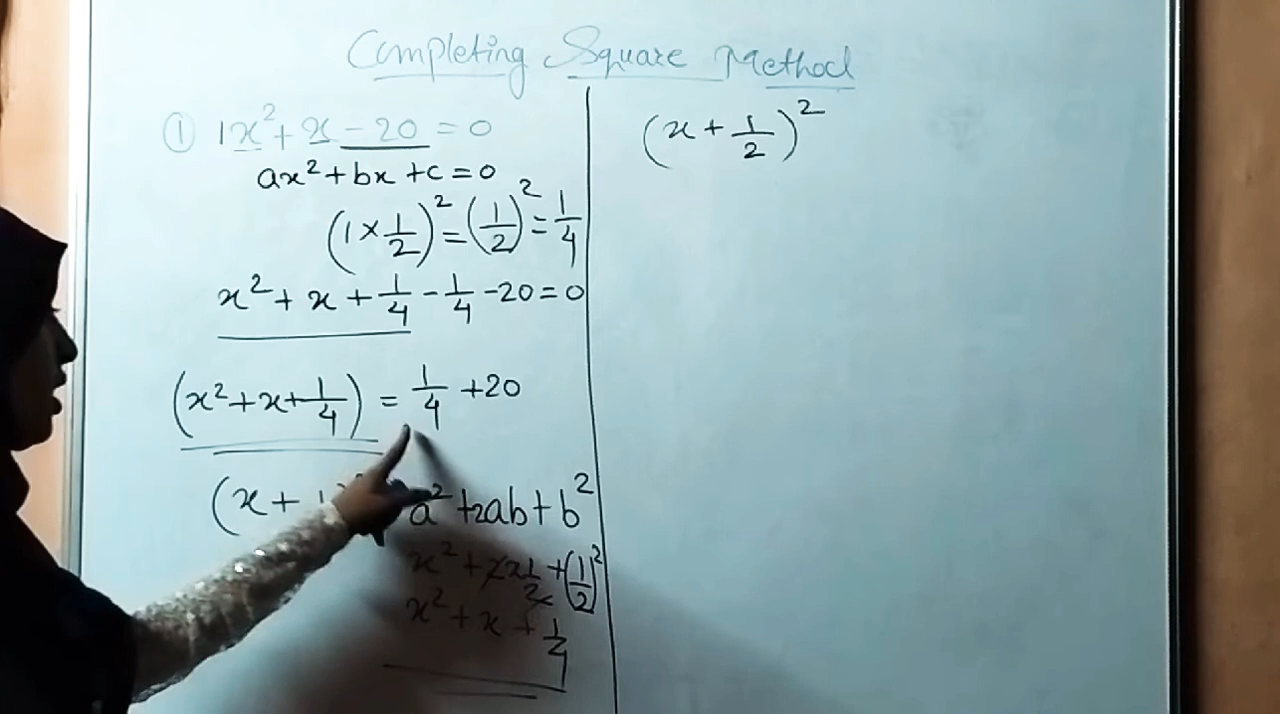 Completing Square Method
① 1x² + x - 20 = 0
ax² + bx + c = 0
(1 × 1/2)² = (1/2)² = 1/4
x² + x + 1/4 - 1/4 - 20 = 0
(x² + x + 1/4) = 1/4 + 20
(x + a² + 2ab + b²
x² + 2x 1/2 + (1/2)²
x² + x + 1/4
(x + 1/2)²